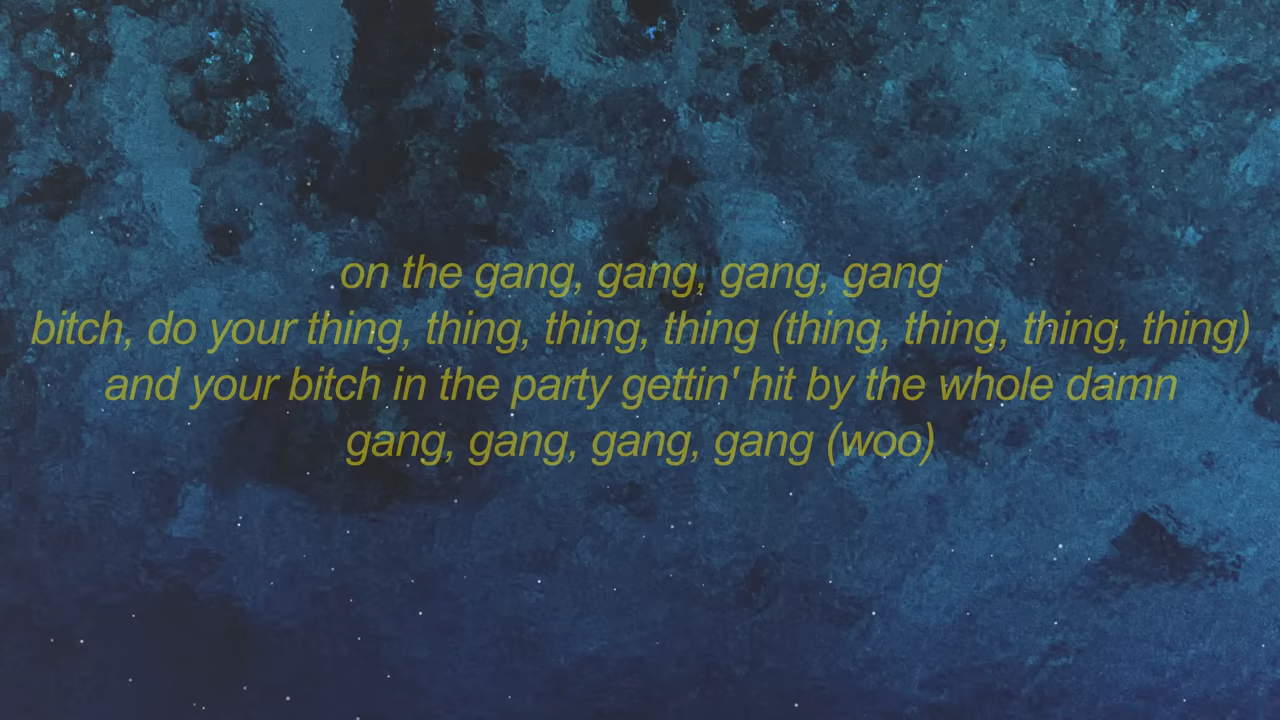 on the gang, gang, gang, gang
bitch, do your thing, thing, thing, thing (thing, thing, thing, thing)
and your bitch in the party gettin' hit by the whole damn
gang, gang, gang, gang (woo)